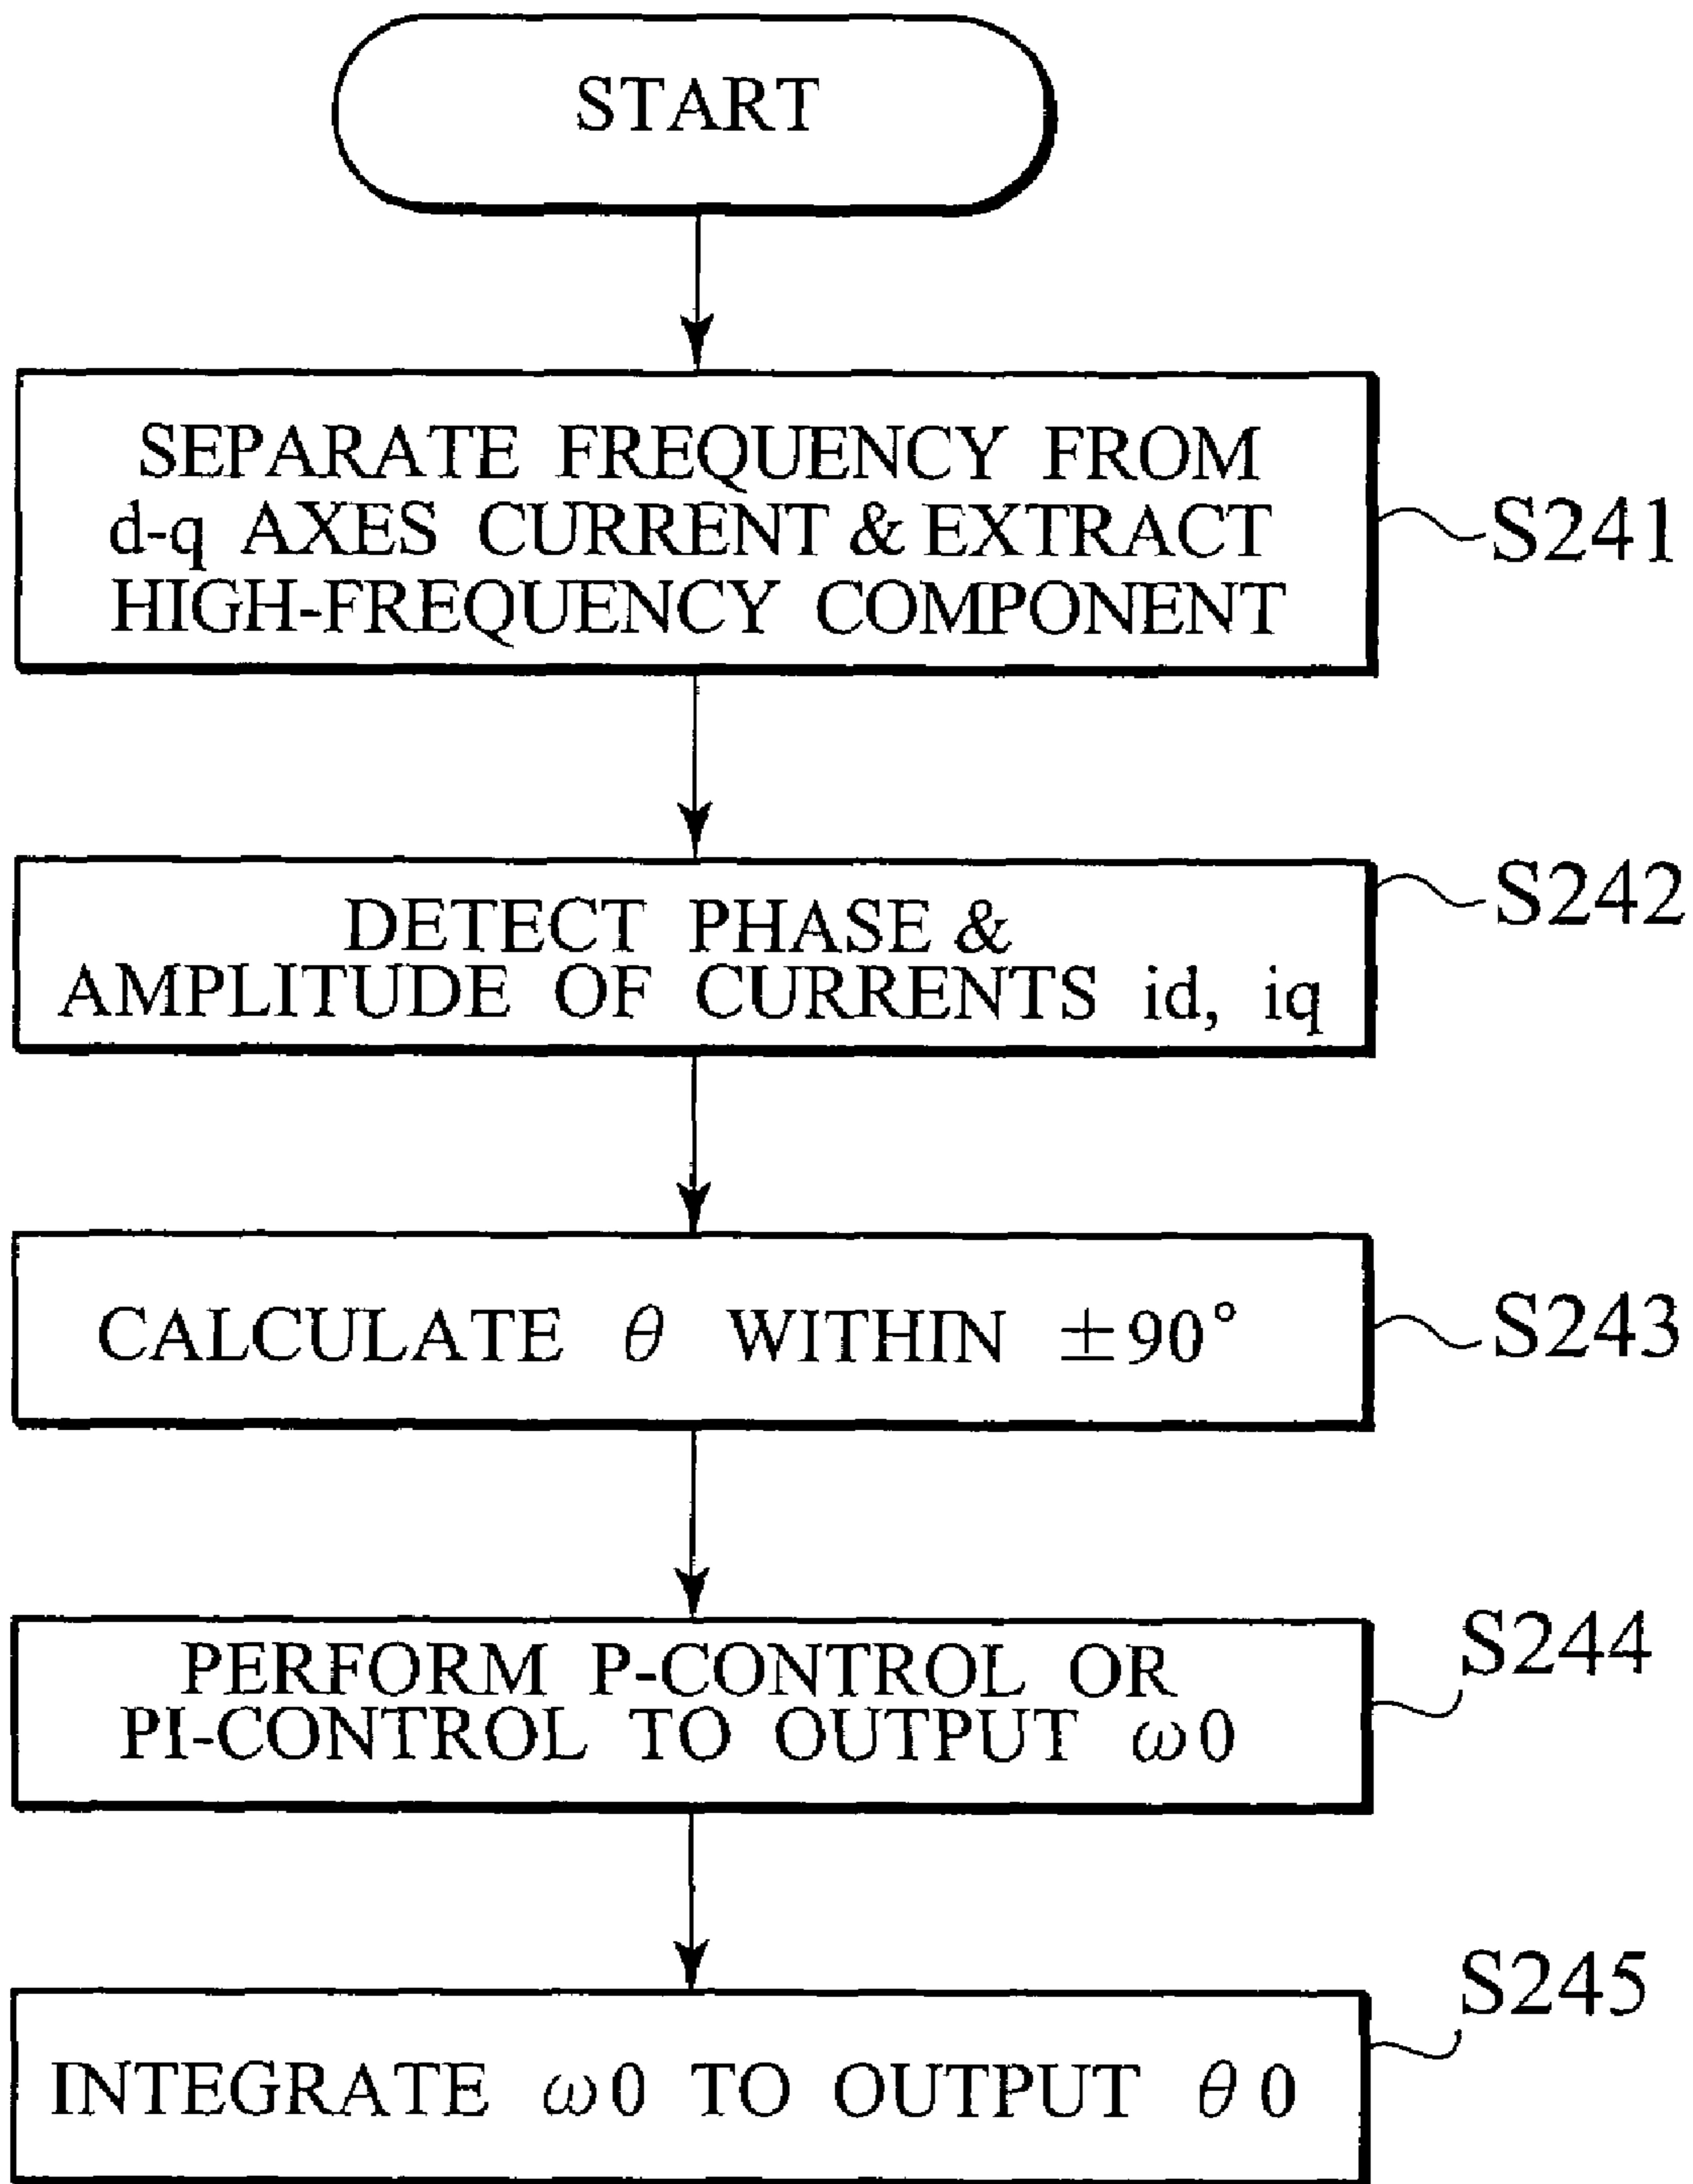 START
SEPARATE FREQUENCY FROM
d-q AXES CURRENT & EXTRACT
HIGH-FREQUENCY COMPONENT
S241
DETECT PHASE &
AMPLITUDE OF CURRENTS id, iq
S242
CALCULATE θ WITHIN ±90°
S243
PERFORM P-CONTROL OR
PI-CONTROL TO OUTPUT ω0
S244
INTEGRATE ω0 TO OUTPUT θ0
S245